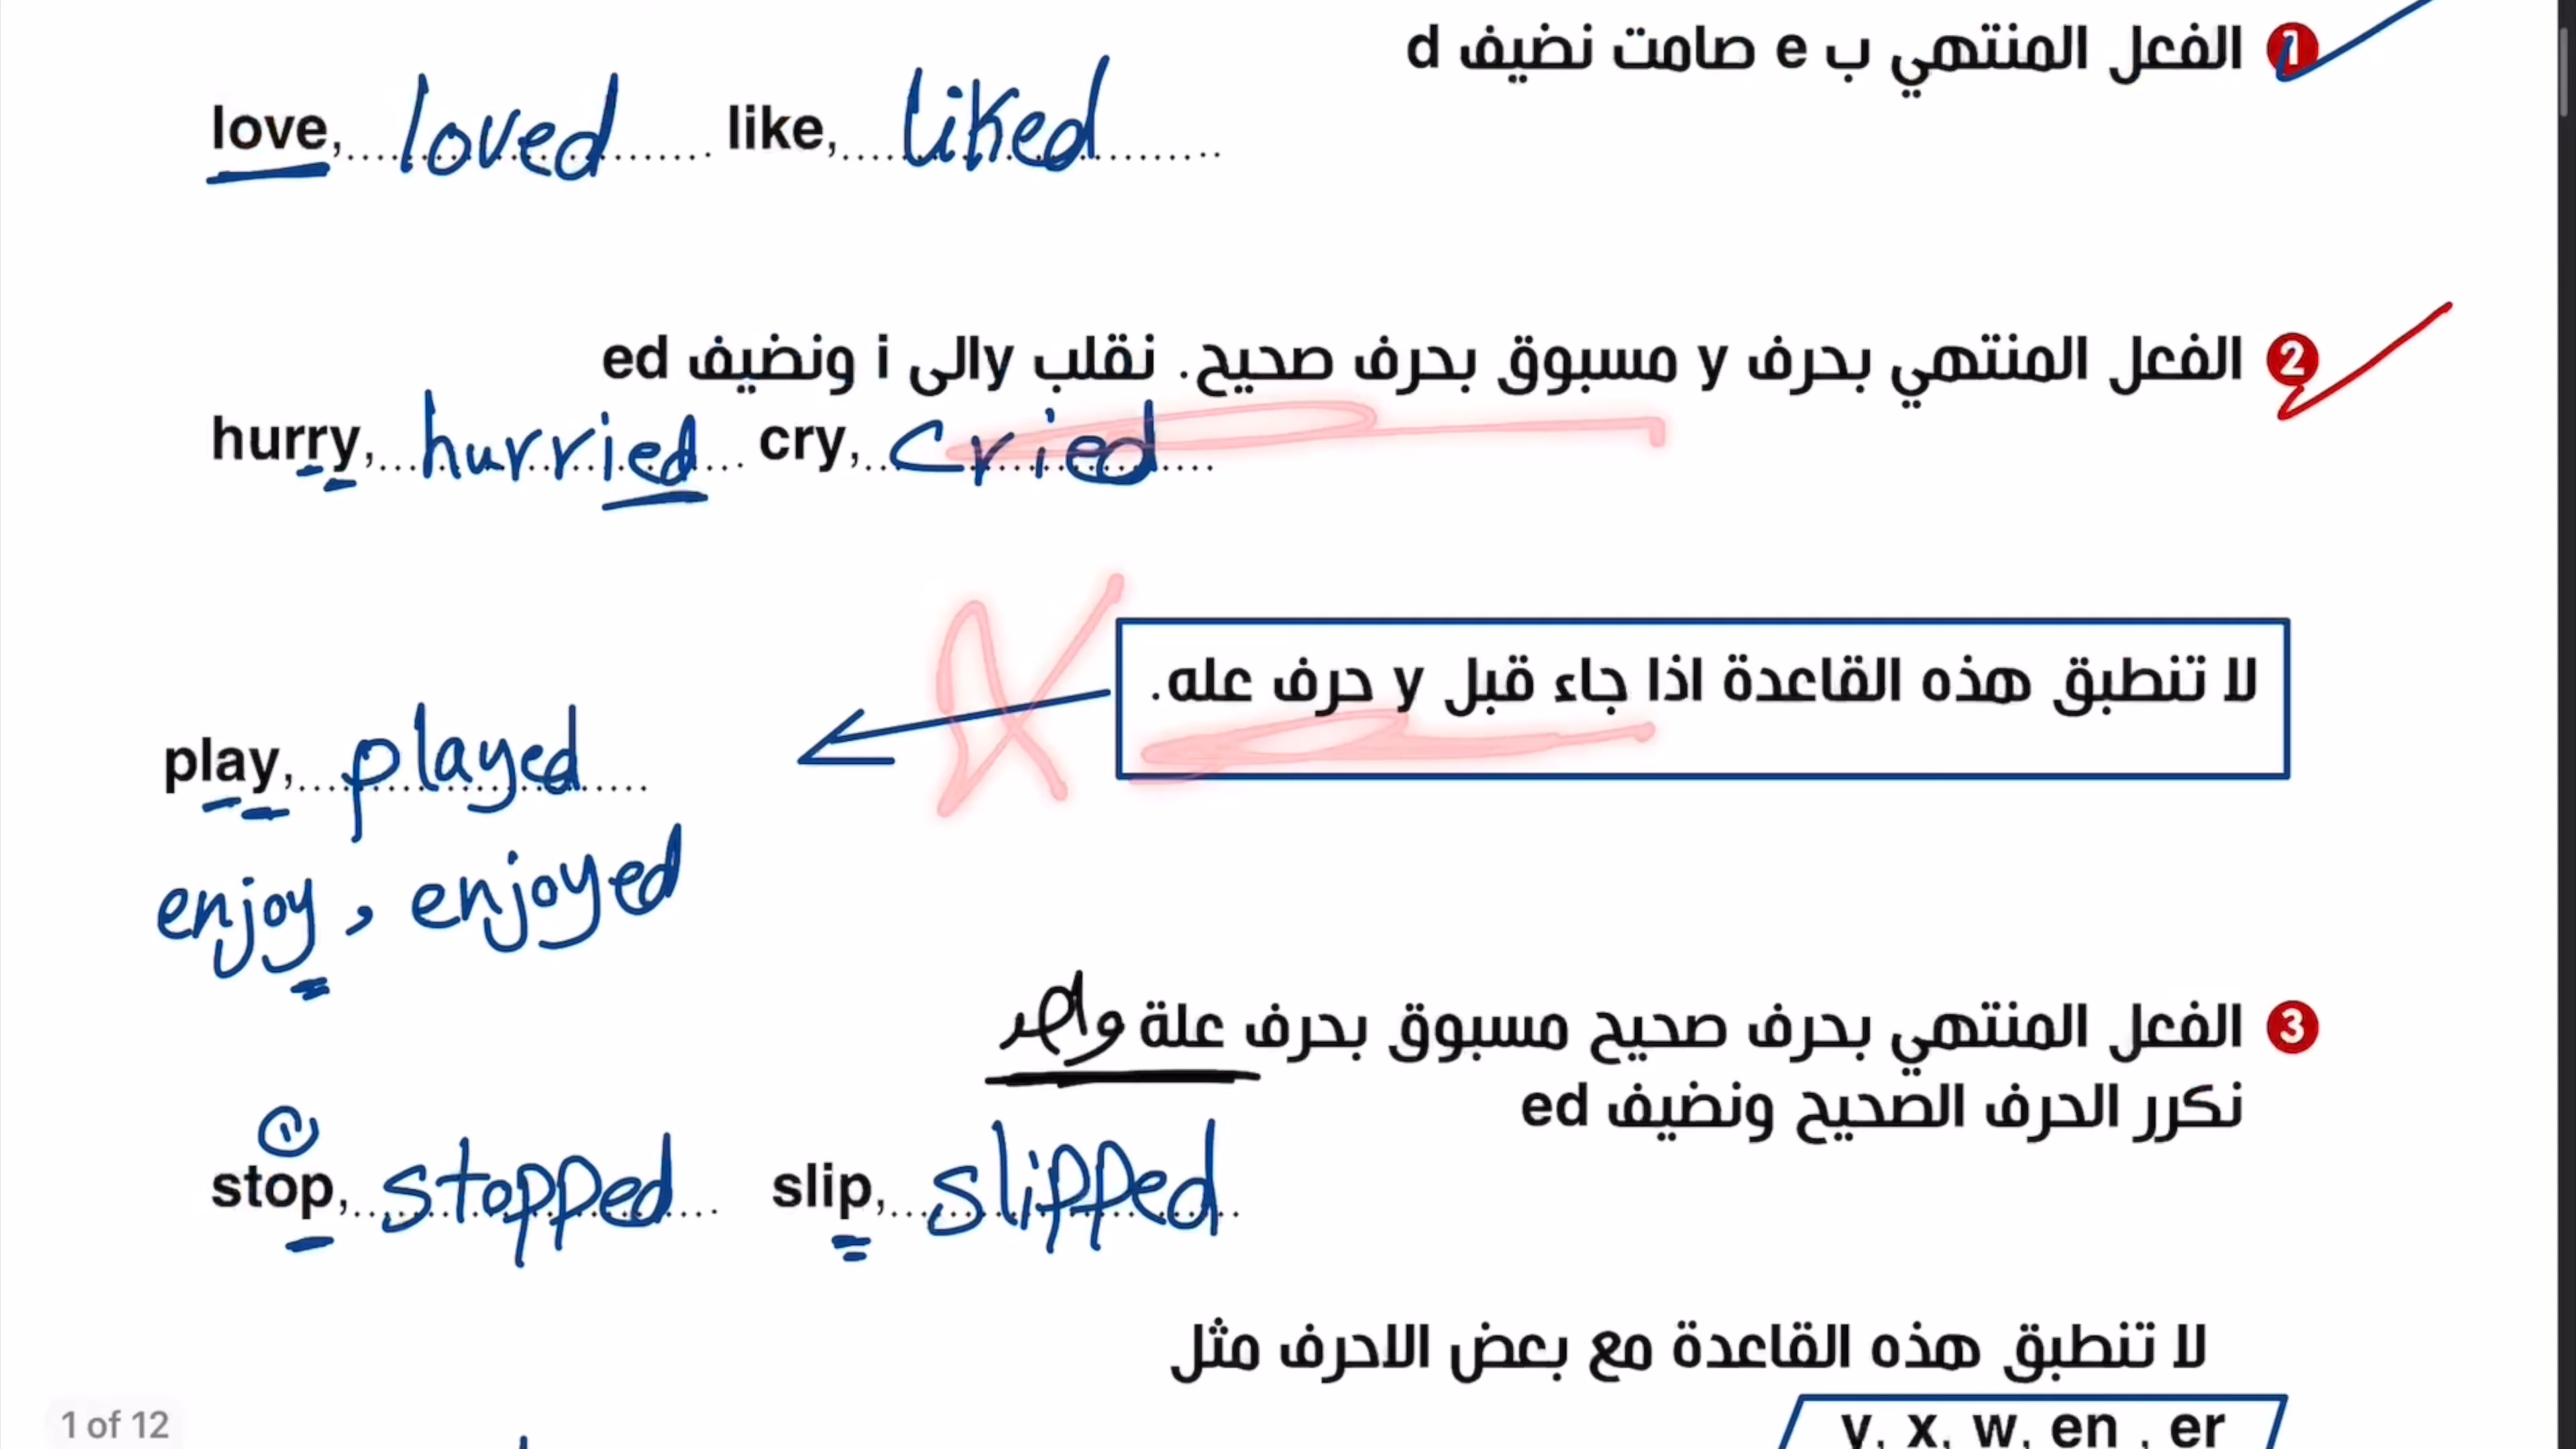 1 الفعل المنتهي ب e صامت نضيف d
love, loved like, liked
2 الفعل المنتهي بحرف y مسبوق بحرف صحيح. نقلب yالى i ونضيف ed
hurry, hurried cry, cried
لا تنطبق هذه القاعدة اذا جاء قبل y حرف عله.
play, played
enjoy, enjoyed
3 الفعل المنتهي بحرف صحيح مسبوق بحرف علة واحد
نكرر الحرف الصحيح ونضيف ed
stop, stopped slip, slipped
لا تنطبق هذه القاعدة مع بعض الاحرف مثل
y, x, w, en , er
1 of 12